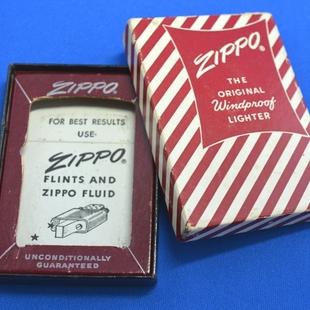 ZIPPO®
FOR BEST RESULTS
USE
ZIPPO®
FLINTS AND
ZIPPO FLUID
UNCONDITIONALLY
GUARANTEED
ZIPPO®
THE
ORIGINAL
Windproof
LIGHTER